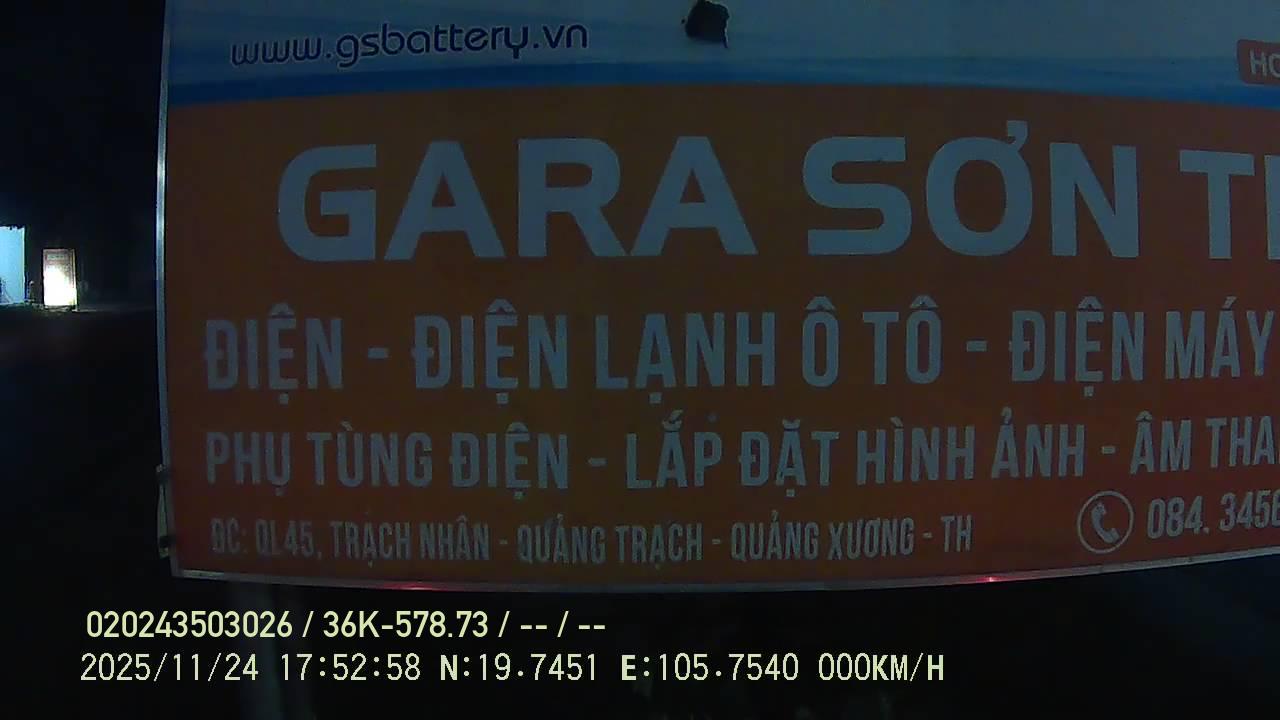 www.gsbattery.vn
GARA SƠN
ĐIỆN - ĐIỆN LẠNH Ô TÔ - ĐIỆN MÁY
PHỤ TÙNG ĐIỆN - LẮP ĐẶT HÌNH ẢNH - ÂM
ĐC: QL45, TRẠCH NHÂN - QUẢNG TRẠCH - QUẢNG XƯƠNG - TH
084. 345
020243503026 / 36K-578.73 / -- / --
2025/11/24 17:52:58 N:19.7451 E:105.7540 000KM/H